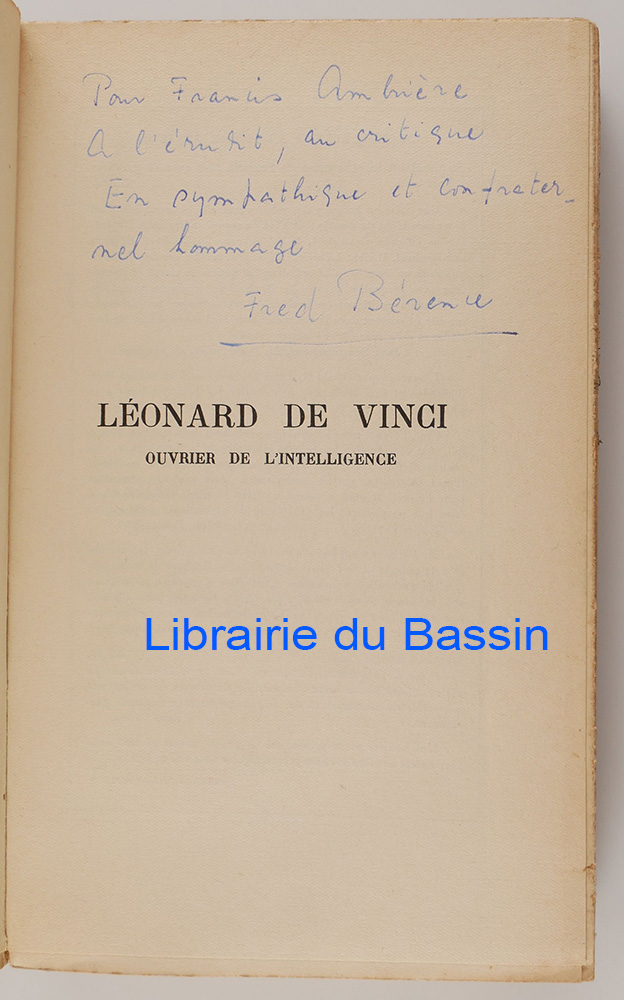 Pour Francis Ambrière
A l'érudit, au critique
En sympathique et confrater-
nel hommage
Fred Bérence
LÉONARD DE VINCI
OUVRIER DE L'INTELLIGENCE
Librairie du Bassin